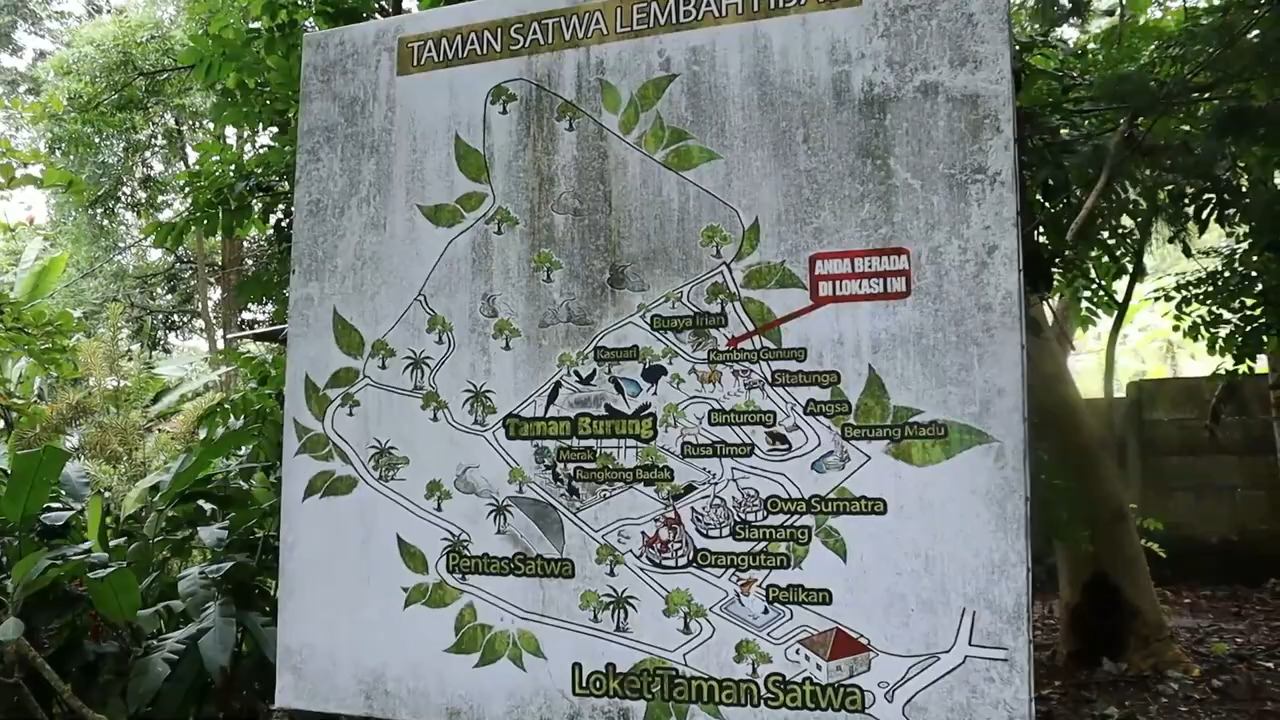 TAMAN SATWA LEMBAH
ANDA BERADA
DI LOKASI INI
Buaya Irian
Kasuari
Kambing Gunung
Sitatunga
Angsa
Binturong
Taman Burung
Beruang Madu
Merak
Rusa Timor
Rangkong Badak
Owa Sumatra
Siamang
Orangutan
Pentas Satwa
Pelikan
Loket Taman Satwa